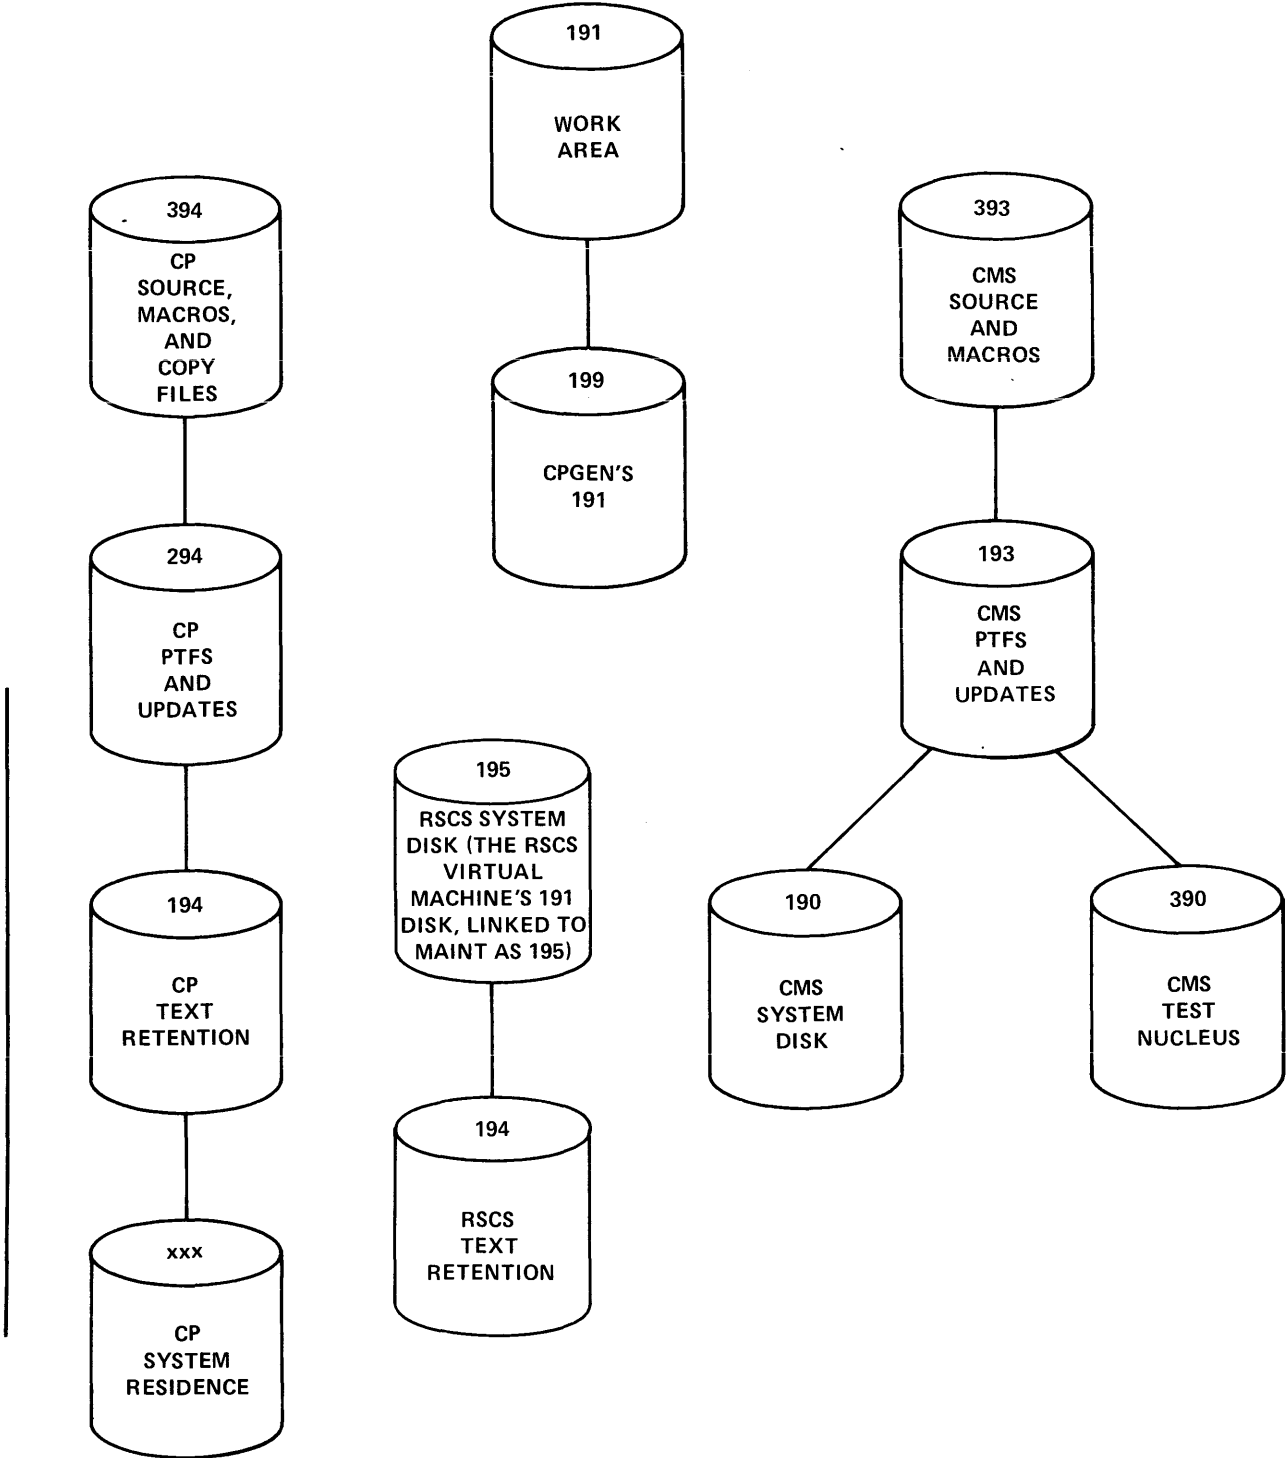 191
WORK
AREA
394
CP
SOURCE,
MACROS,
AND
COPY
FILES
393
CMS
SOURCE
AND
MACROS
199
CPGEN'S
191
294
CP
PTFS
AND
UPDATES
193
CMS
PTFS
AND
UPDATES
195
RSCS SYSTEM
DISK (THE RSCS
VIRTUAL
MACHINE'S 191
DISK, LINKED TO
MAINT AS 195)
194
CP
TEXT
RETENTION
190
CMS
SYSTEM
DISK
390
CMS
TEST
NUCLEUS
194
RSCS
TEXT
RETENTION
xxx
CP
SYSTEM
RESIDENCE